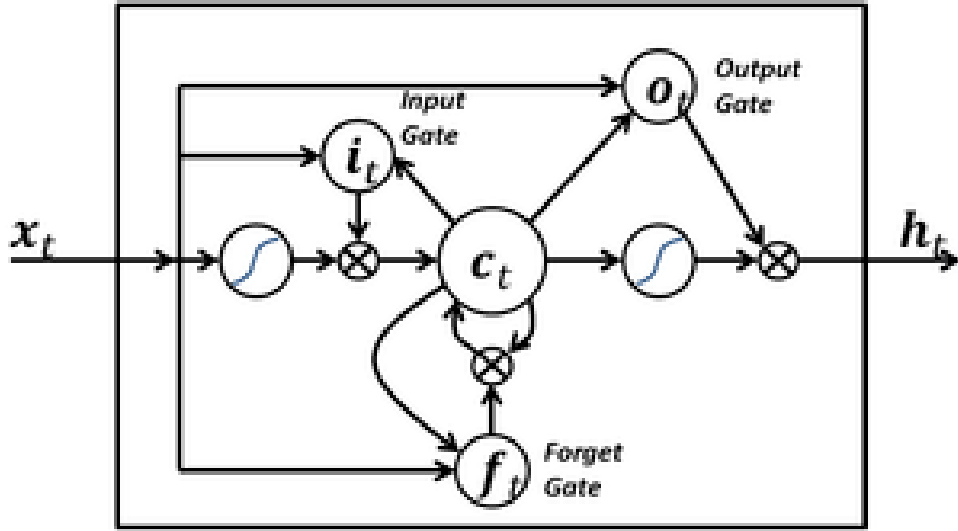 Output
Gate
o_t
Input
Gate
i_t
x_t
c_t
h_t
f_t
Forget
Gate